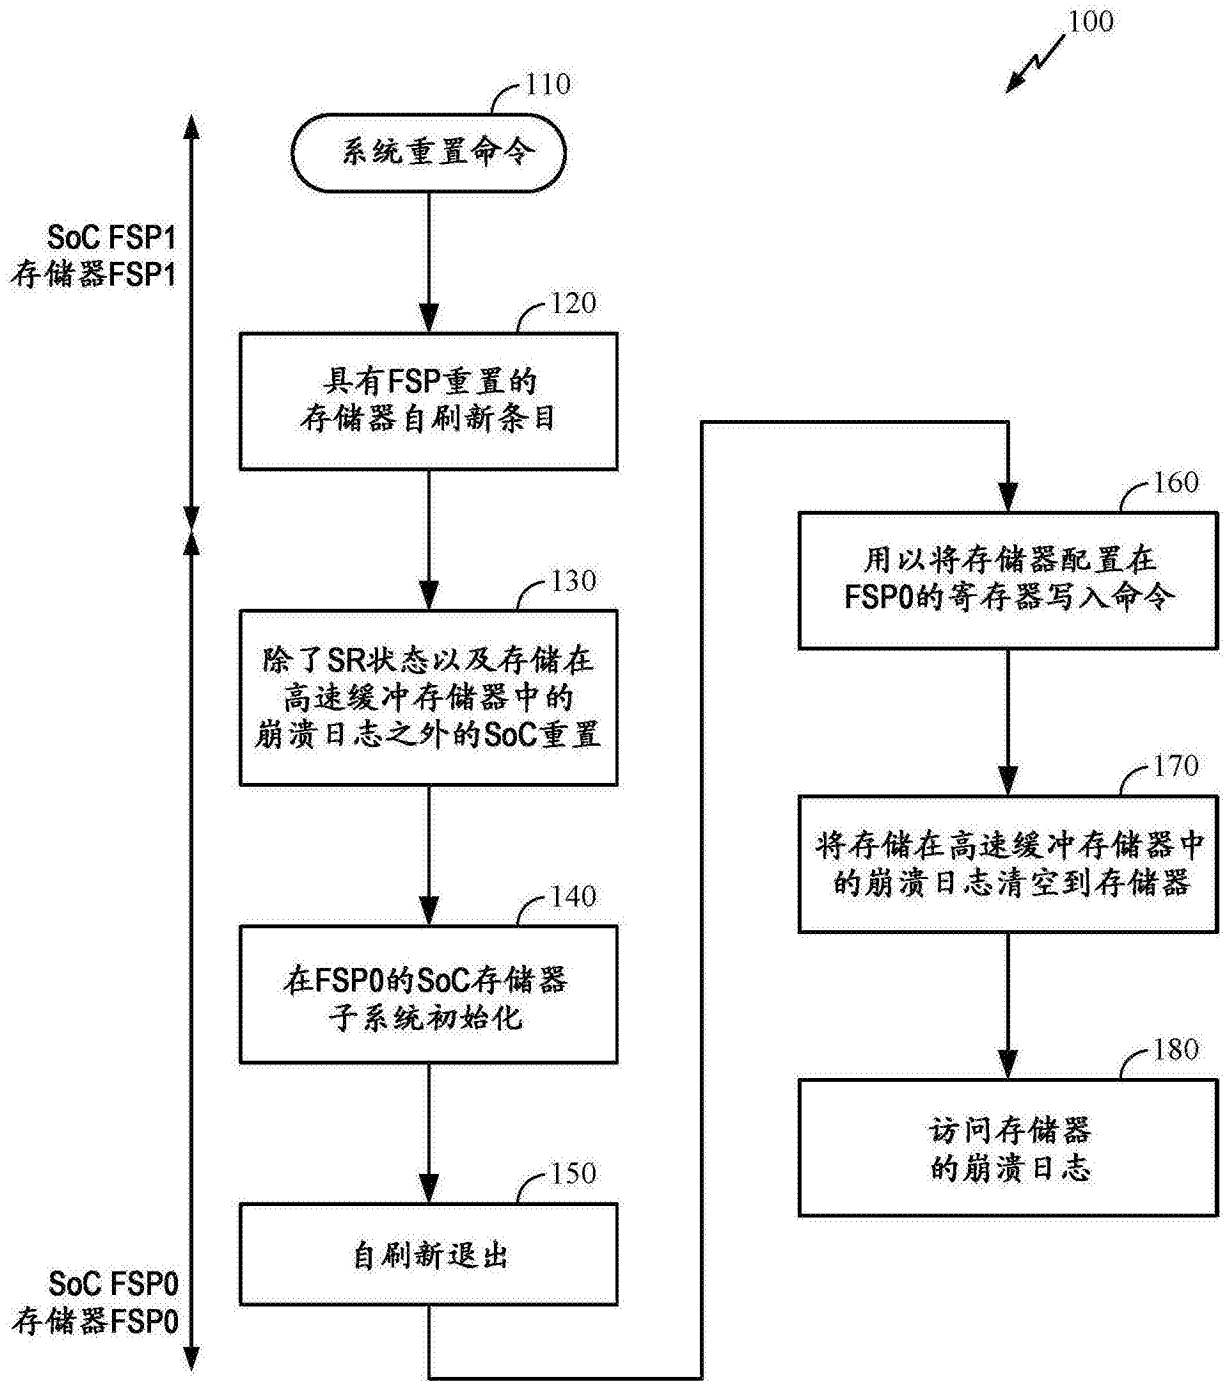 100
110
系统重置命令
SoC FSP1
存储器FSP1
120
具有FSP重置的
存储器自刷新条目
130
除了SR状态以及存储在
高速缓冲存储器中的
崩溃日志之外的SoC重置
140
在FSP0的SoC存储器
子系统初始化
150
自刷新退出
SoC FSP0
存储器FSP0
160
用以将存储器配置在
FSP0的寄存器写入命令
170
将存储在高速缓冲存储器中
的崩溃日志清空到存储器
180
访问存储器
的崩溃日志